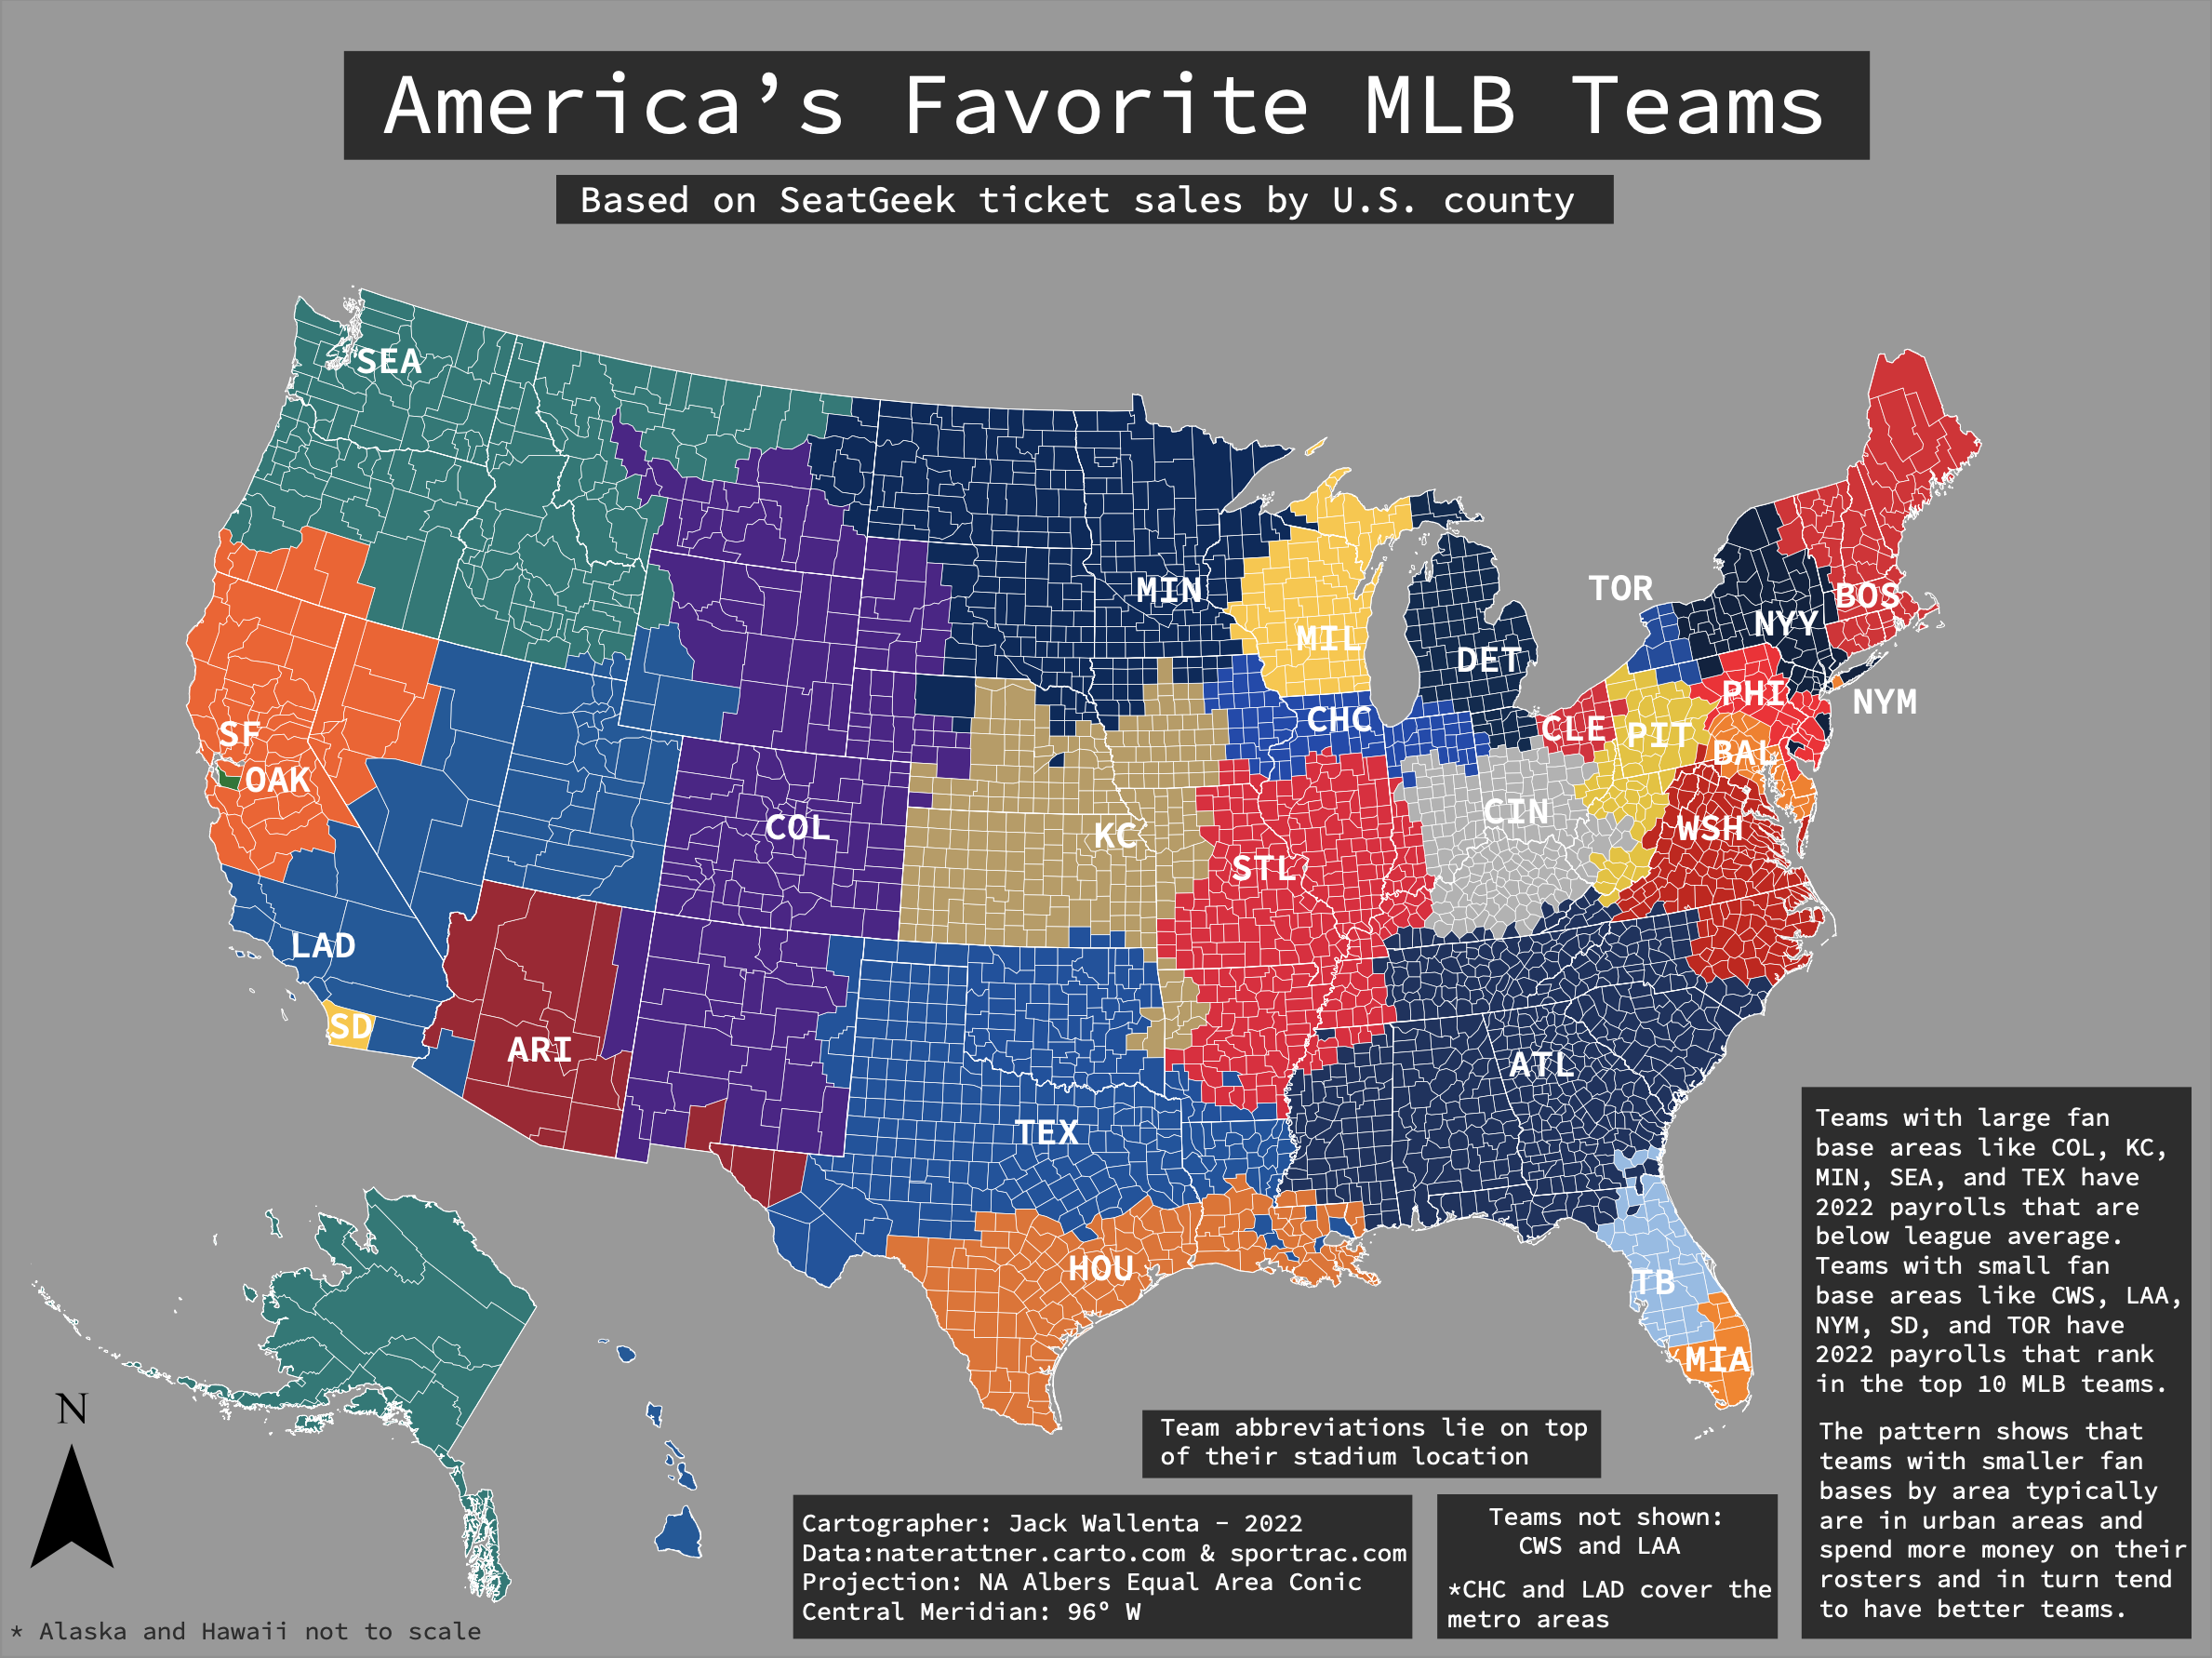 America’s Favorite MLB Teams
Based on SeatGeek ticket sales by U.S. county
SEA
MIN
TOR
BOS
NYY
MIL
DET
PHI
NYM
CHC
CLE
PIT
BAL
SF
OAK
COL
KC
CIN
WSH
STL
LAD
SD
ARI
ATL
TEX
HOU
TB
MIA
Teams with large fan
base areas like COL, KC,
MIN, SEA, and TEX have
2022 payrolls that are
below league average.
Teams with small fan
base areas like CWS, LAA,
NYM, SD, and TOR have
2022 payrolls that rank
in the top 10 MLB teams.
The pattern shows that
teams with smaller fan
bases by area typically
are in urban areas and
spend more money on their
rosters and in turn tend
to have better teams.
N
Team abbreviations lie on top
of their stadium location
Cartographer: Jack Wallenta - 2022
Data:naterattner.carto.com & sportrac.com
Projection: NA Albers Equal Area Conic
Central Meridian: 96° W
Teams not shown:
CWS and LAA
*CHC and LAD cover the
metro areas
* Alaska and Hawaii not to scale